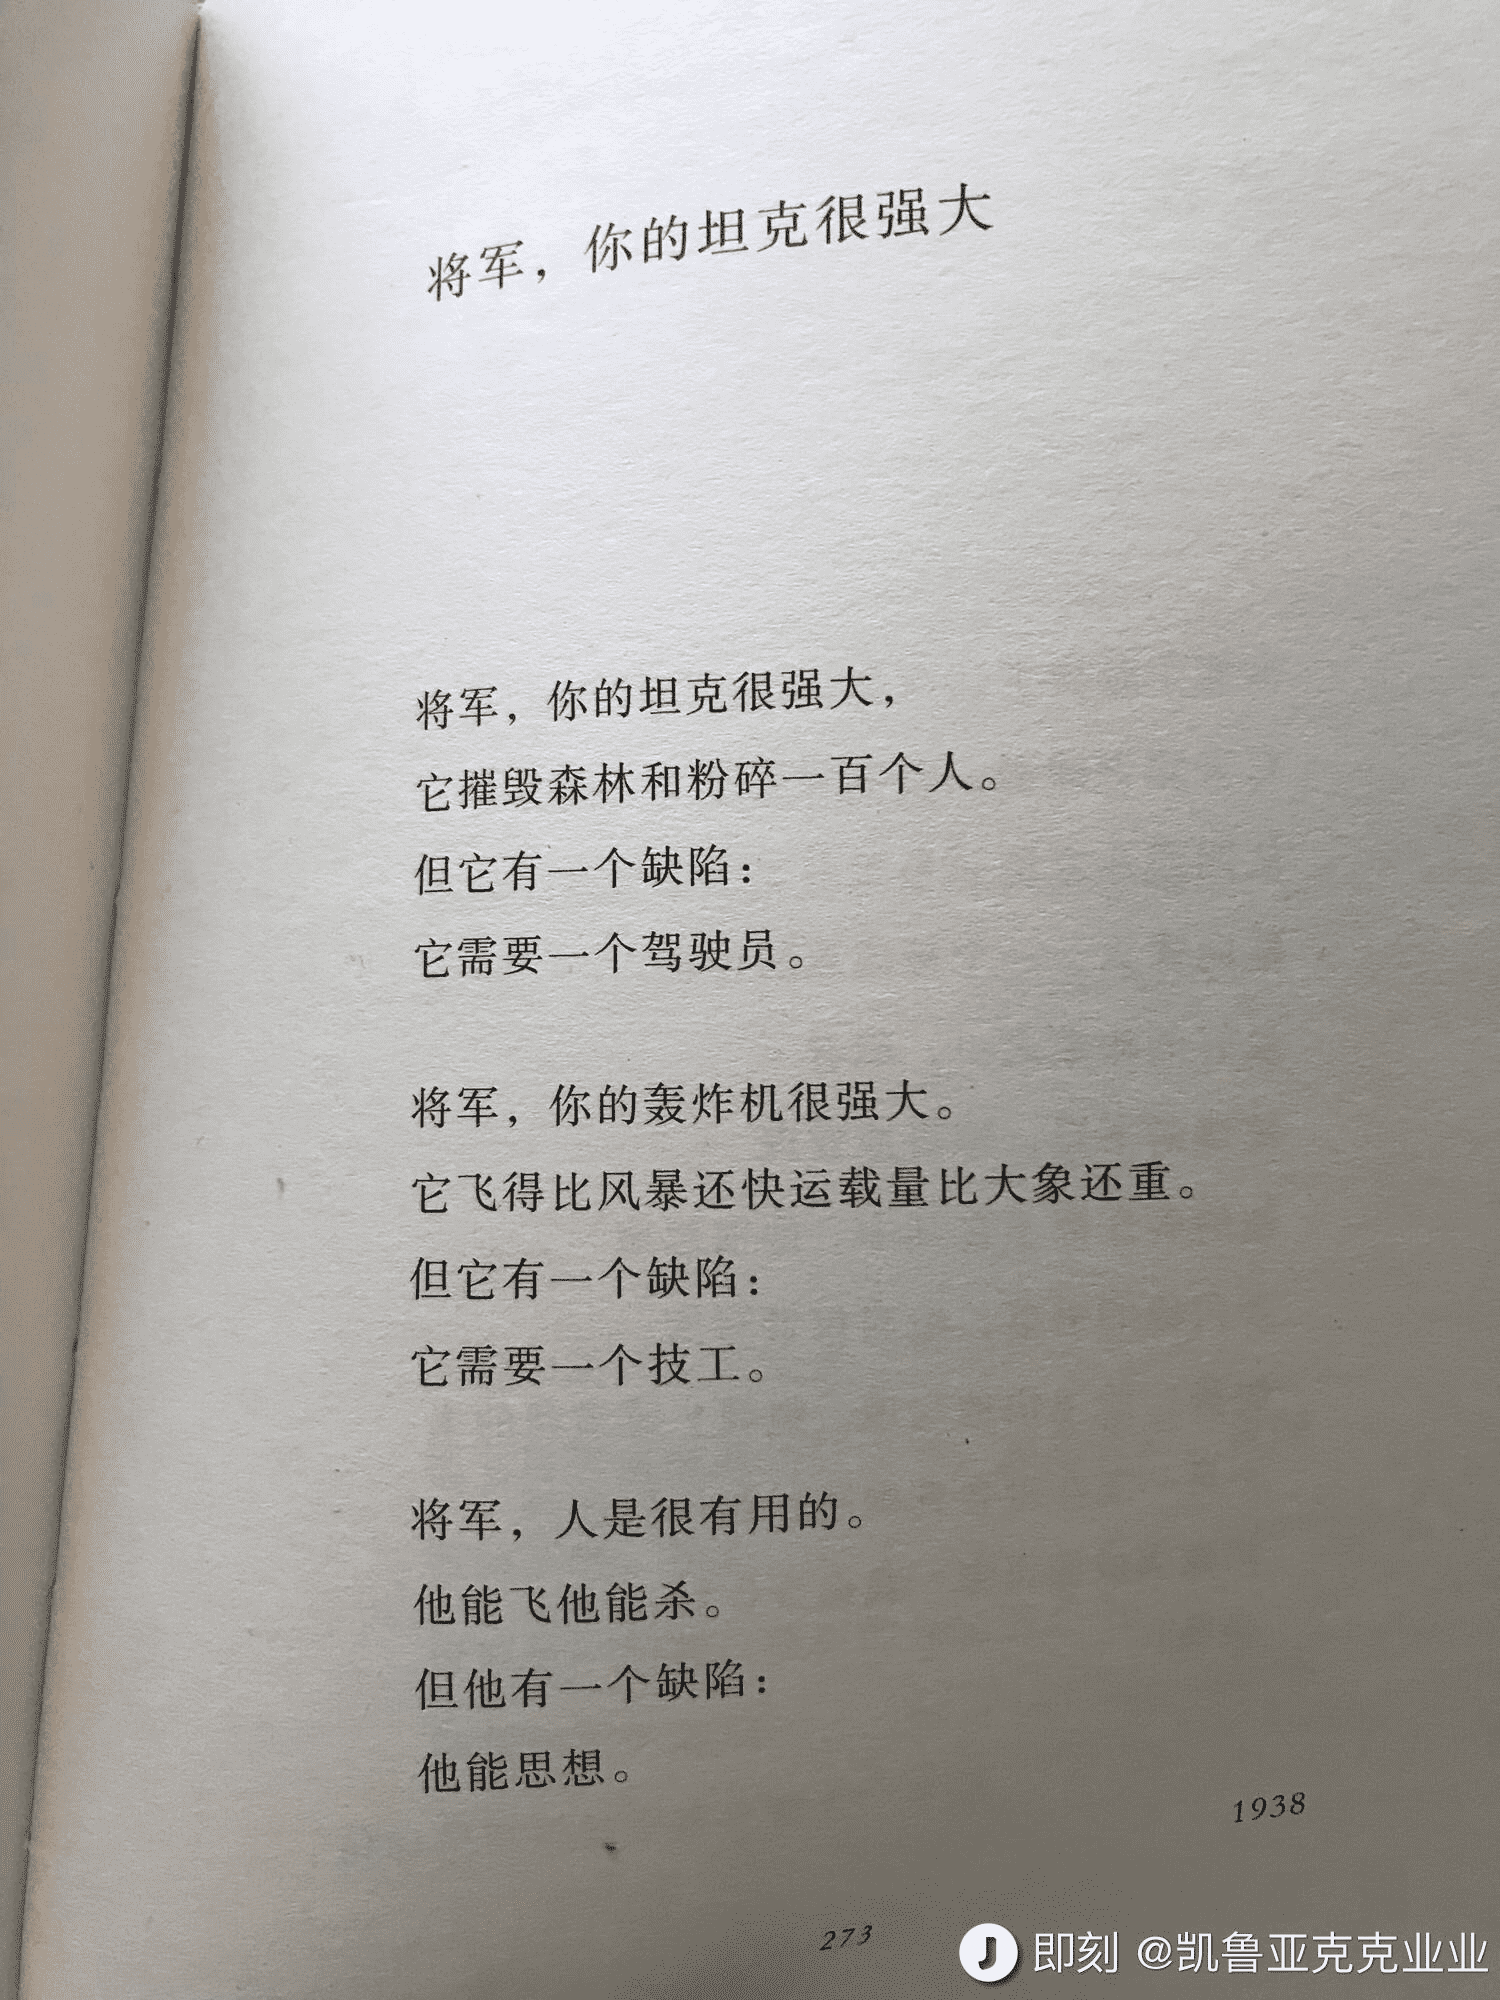 将军，你的坦克很强大
将军，你的坦克很强大，
它摧毁森林和粉碎一百个人。
但它有一个缺陷：
它需要一个驾驶员。
将军，你的轰炸机很强大。
它飞得比风暴还快运载量比大象还重。
但它有一个缺陷：
它需要一个技工。
将军，人是很有用的。
他能飞他能杀。
但他有一个缺陷：
他能思想。
1938
273
即刻 @凯鲁亚克克业业